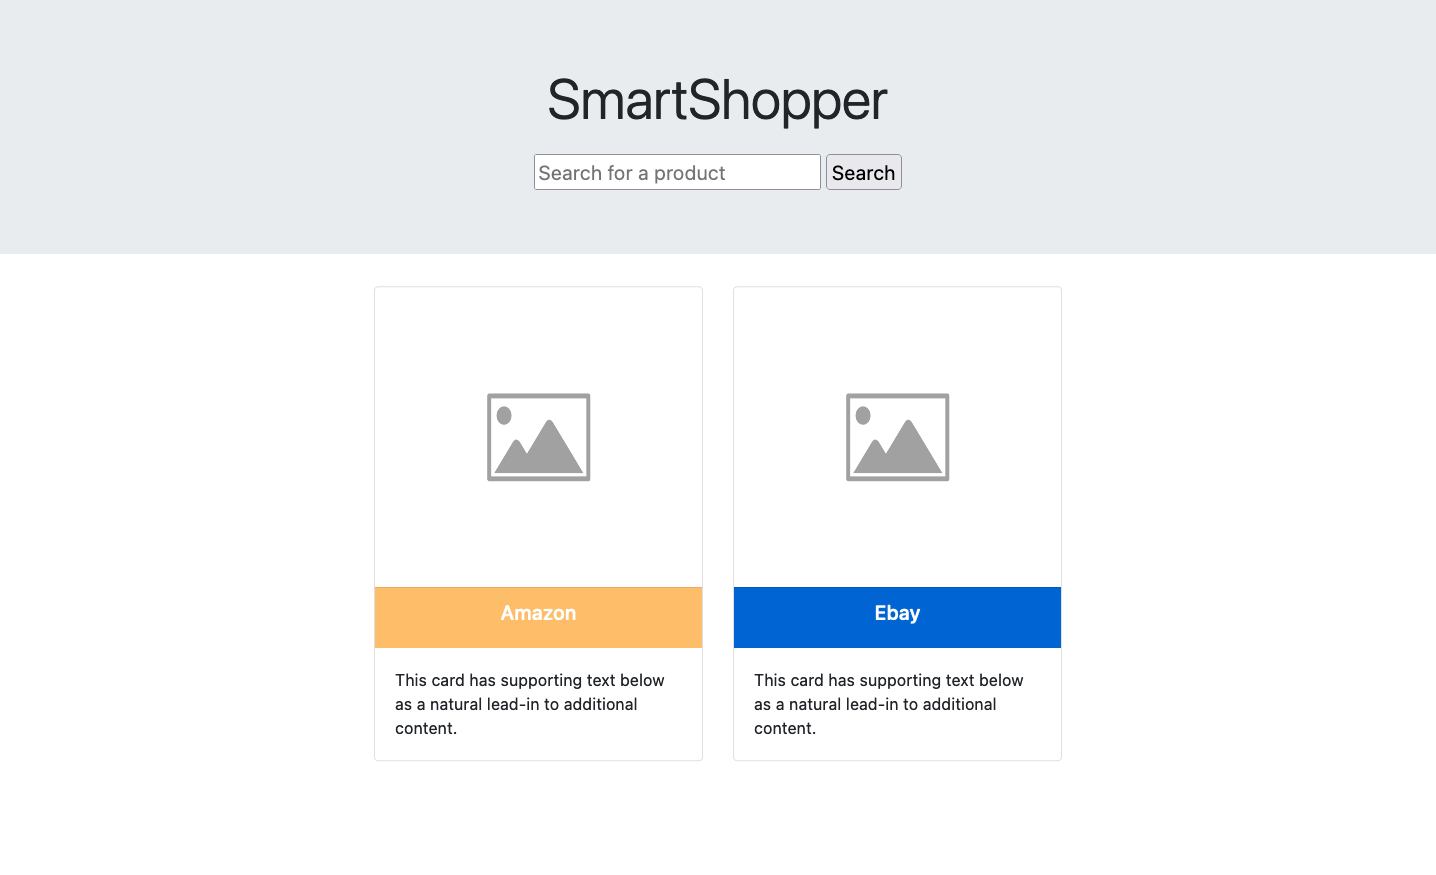 SmartShopper
Search for a product Search
Amazon
This card has supporting text below
as a natural lead-in to additional
content.
Ebay
This card has supporting text below
as a natural lead-in to additional
content.